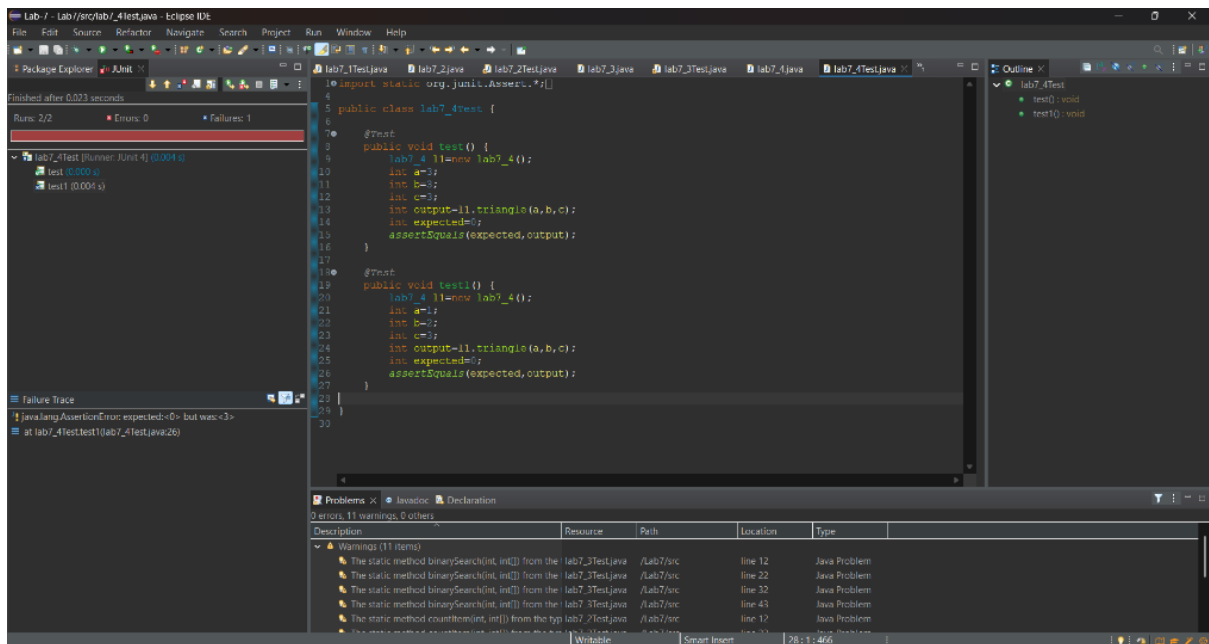 Lab-7 - Lab7/src/lab7_4Test.java - Eclipse IDE
File Edit Source Refactor Navigate Search Project Run Window Help
Package Explorer JUnit
Finished after 0.023 seconds
Runs: 2/2 Errors: 0 Failures: 1
lab7_4Test [Runner: JUnit 4] (0.004 s)
test (0.000 s)
test1 (0.004 s)
Failure Trace
java.lang.AssertionError: expected:<0> but was:<3>
at lab7_4Test.test1(lab7_4Test.java:26)
lab7_1Test.java lab7_2.java lab7_2Test.java lab7_3.java lab7_3Test.java lab7_4.java lab7_4Test.java
1 import static org.junit.Assert.*;
4
5 public class lab7_4Test {
6
7 @Test
8 public void test() {
9 lab7_4 l1=new lab7_4();
10 int a=3;
11 int b=3;
12 int c=3;
13 int output=l1.triangle(a,b,c);
14 int expected=0;
15 assertEquals(expected,output);
16 }
17
18 @Test
19 public void test1() {
20 lab7_4 l1=new lab7_4();
21 int a=1;
22 int b=2;
23 int c=3;
24 int output=l1.triangle(a,b,c);
25 int expected=0;
26 assertEquals(expected,output);
27 }
28
29 }
30
Outline
lab7_4Test
test() : void
test1() : void
Problems Javadoc Declaration
0 errors, 11 warnings, 0 others
Description Resource Path Location Type
Warnings (11 items)
The static method binarySearch(int, int[]) from the lab7_3Test.java /Lab7/src line 12 Java Problem
The static method binarySearch(int, int[]) from the lab7_3Test.java /Lab7/src line 22 Java Problem
The static method binarySearch(int, int[]) from the lab7_3Test.java /Lab7/src line 32 Java Problem
The static method binarySearch(int, int[]) from the lab7_3Test.java /Lab7/src line 43 Java Problem
The static method countItem(int, int[]) from the typ lab7_2Test.java /Lab7/src line 12 Java Problem
Writable Smart Insert 28 : 1 : 466